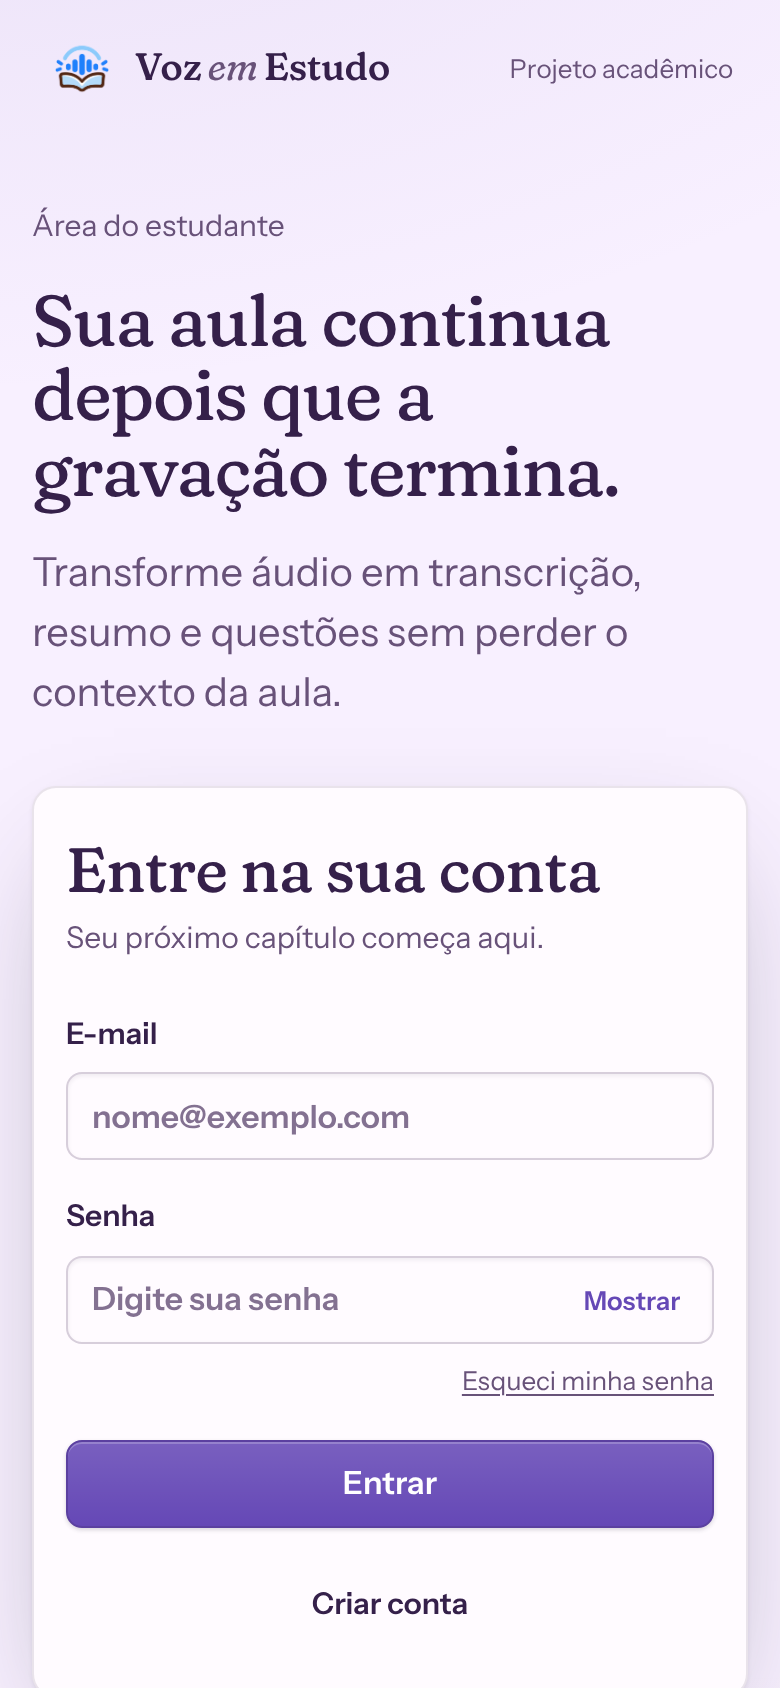 Voz em Estudo
Projeto acadêmico
Área do estudante
Sua aula continua
depois que a
gravação termina.
Transforme áudio em transcrição,
resumo e questões sem perder o
contexto da aula.
Entre na sua conta
Seu próximo capítulo começa aqui.
E-mail
nome@exemplo.com
Senha
Digite sua senha
Mostrar
Esqueci minha senha
Entrar
Criar conta